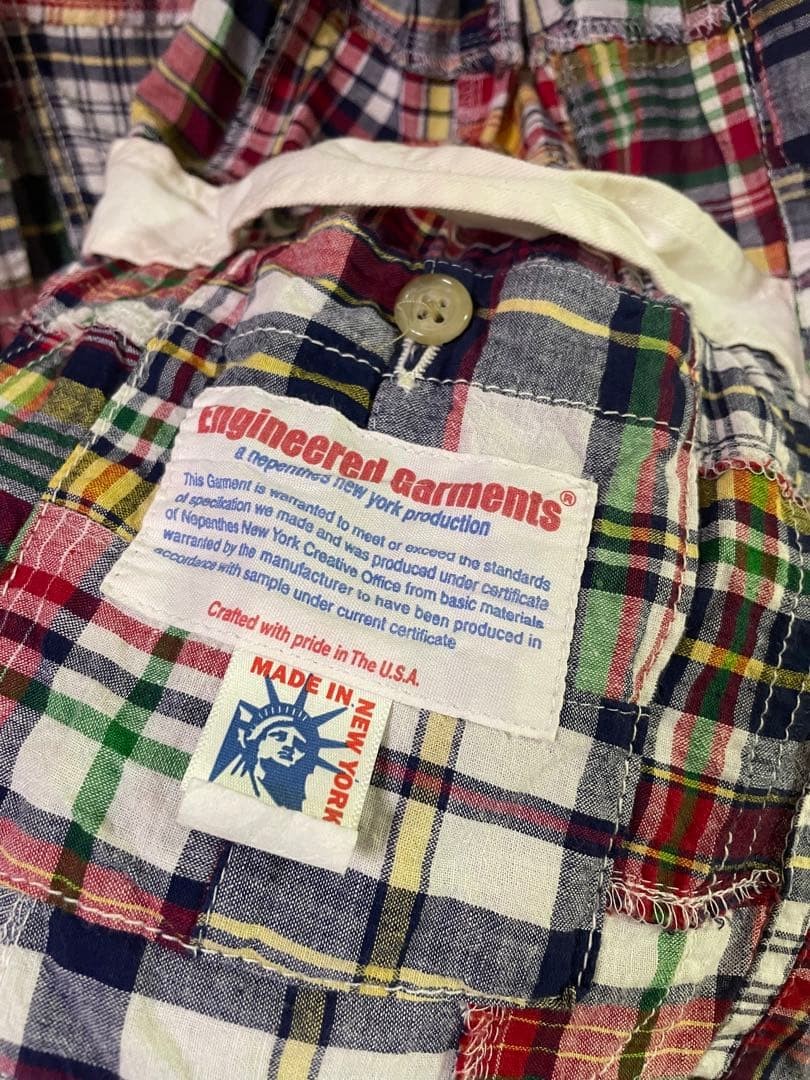 Engineered Garments®
a nepenthes new york production
This Garment is warranted to meet or exceed the standards
of specification we made and was produced under certificate
of Nepenthes New York Creative Office from basic materials
warranted by the manufacturer to have been produced in
accordance with sample under current certificate
Crafted with pride in The U.S.A.
MADE IN NEW YORK